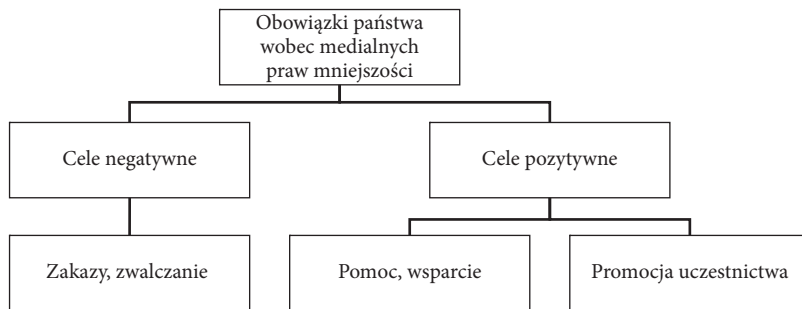 Obowiązki państwa
wobec medialnych
praw mniejszości
Cele negatywne
Cele pozytywne
Zakazy, zwalczanie
Pomoc, wsparcie
Promocja uczestnictwa